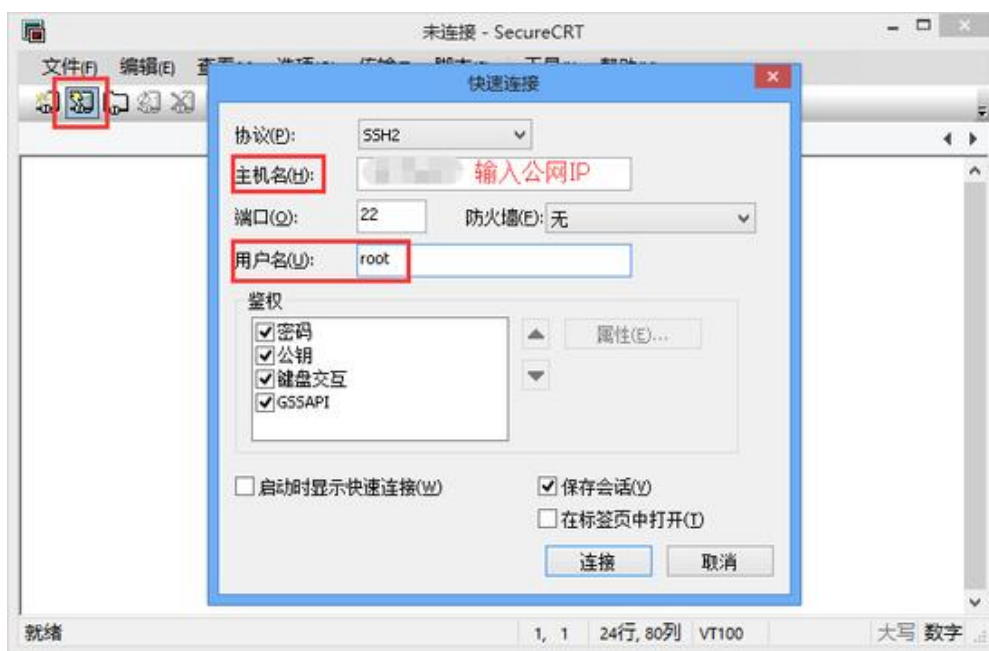 未连接 - SecureCRT
文件(F) 编辑(E)
快速连接
协议(P): SSH2
主机名(H): 输入公网IP
端口(O): 22 防火墙(F): 无
用户名(U): root
鉴权
密码
公钥
键盘交互
GSSAPI
属性(E)...
启动时显示快速连接(W) 保存会话(V)
在标签页中打开(T)
连接 取消
就绪 1, 1 24行, 80列 VT100 大写 数字